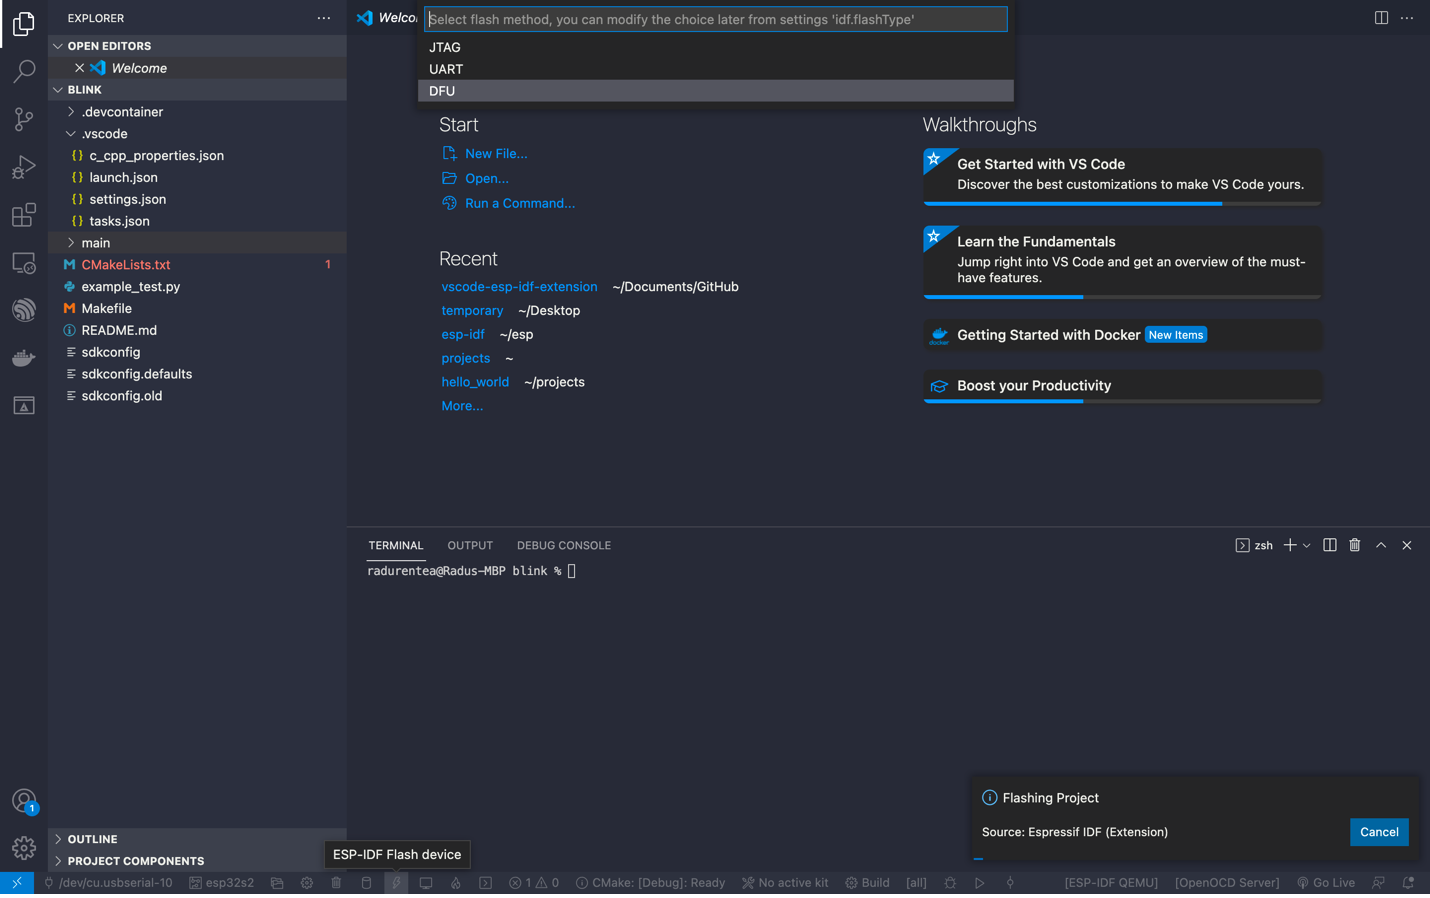 EXPLORER
OPEN EDITORS
Welcome
BLINK
.devcontainer
.vscode
{} c_cpp_properties.json
{} launch.json
{} settings.json
{} tasks.json
main
CMakeLists.txt 1
example_test.py
Makefile
README.md
sdkconfig
sdkconfig.defaults
sdkconfig.old
OUTLINE
PROJECT COMPONENTS
1
Select flash method, you can modify the choice later from settings 'idf.flashType'
JTAG
UART
DFU
Start
New File...
Open...
Run a Command...
Recent
vscode-esp-idf-extension ~/Documents/GitHub
temporary ~/Desktop
esp-idf ~/esp
projects ~
hello_world ~/projects
More...
Walkthroughs
Get Started with VS Code
Discover the best customizations to make VS Code yours.
Learn the Fundamentals
Jump right into VS Code and get an overview of the must-
have features.
docker
Getting Started with Docker New Items
Boost your Productivity
TERMINAL OUTPUT DEBUG CONSOLE zsh
radurentea@Radus-MBP blink %
Flashing Project
Source: Espressif IDF (Extension) Cancel
ESP-IDF Flash device
/dev/cu.usbserial-10 esp32s2 1 0 CMake: [Debug]: Ready No active kit Build [all] [ESP-IDF QEMU] [OpenOCD Server] Go Live